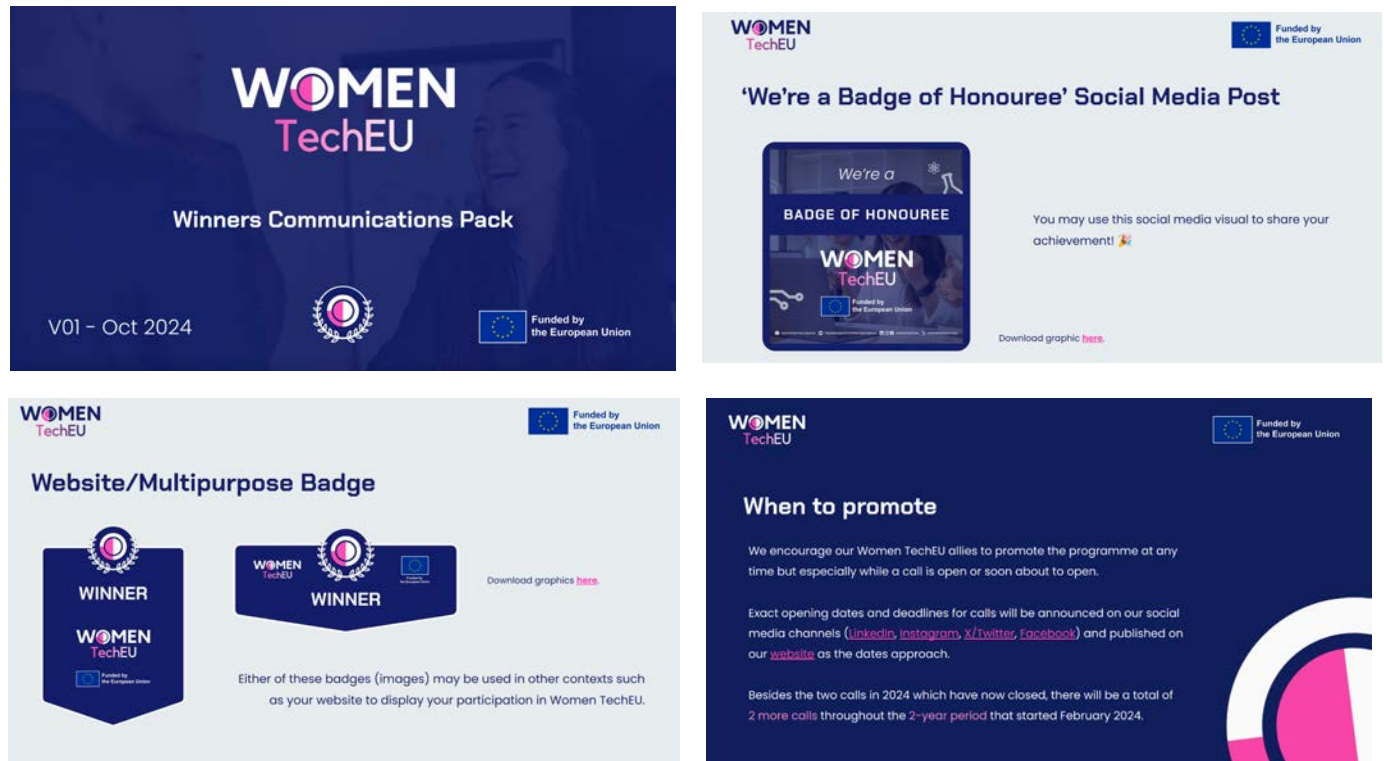 WOMEN
TechEU
Winners Communications Pack
V01 - Oct 2024
Funded by
the European Union
WOMEN
TechEU
Funded by
the European Union
‘We’re a Badge of Honouree’ Social Media Post
We’re a
BADGE OF HONOUREE
WOMEN
TechEU
Funded by
the European Union
You may use this social media visual to share your
achievement! 🎉
Download graphic here.
WOMEN
TechEU
Funded by
the European Union
Website/Multipurpose Badge
WINNER
WOMEN
TechEU
Funded by
the European Union
WOMEN
TechEU
WINNER
Download graphics here.
Either of these badges (images) may be used in other contexts such
as your website to display your participation in Women TechEU.
WOMEN
TechEU
Funded by
the European Union
When to promote
We encourage our Women TechEU allies to promote the programme at any
time but especially while a call is open or soon about to open.
Exact opening dates and deadlines for calls will be announced on our social
media channels (LinkedIn, Instagram, X/Twitter, Facebook) and published on
our website as the dates approach.
Besides the two calls in 2024 which have now closed, there will be a total of
2 more calls throughout the 2-year period that started February 2024.